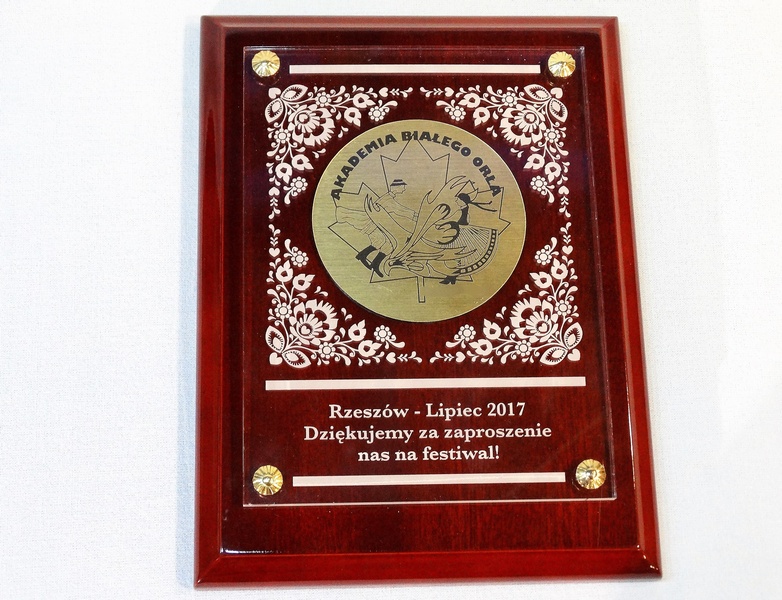 AKADEMIA BIAŁEGO ORŁA
Rzeszów - Lipiec 2017
Dziękujemy za zaproszenie
nas na festiwal!